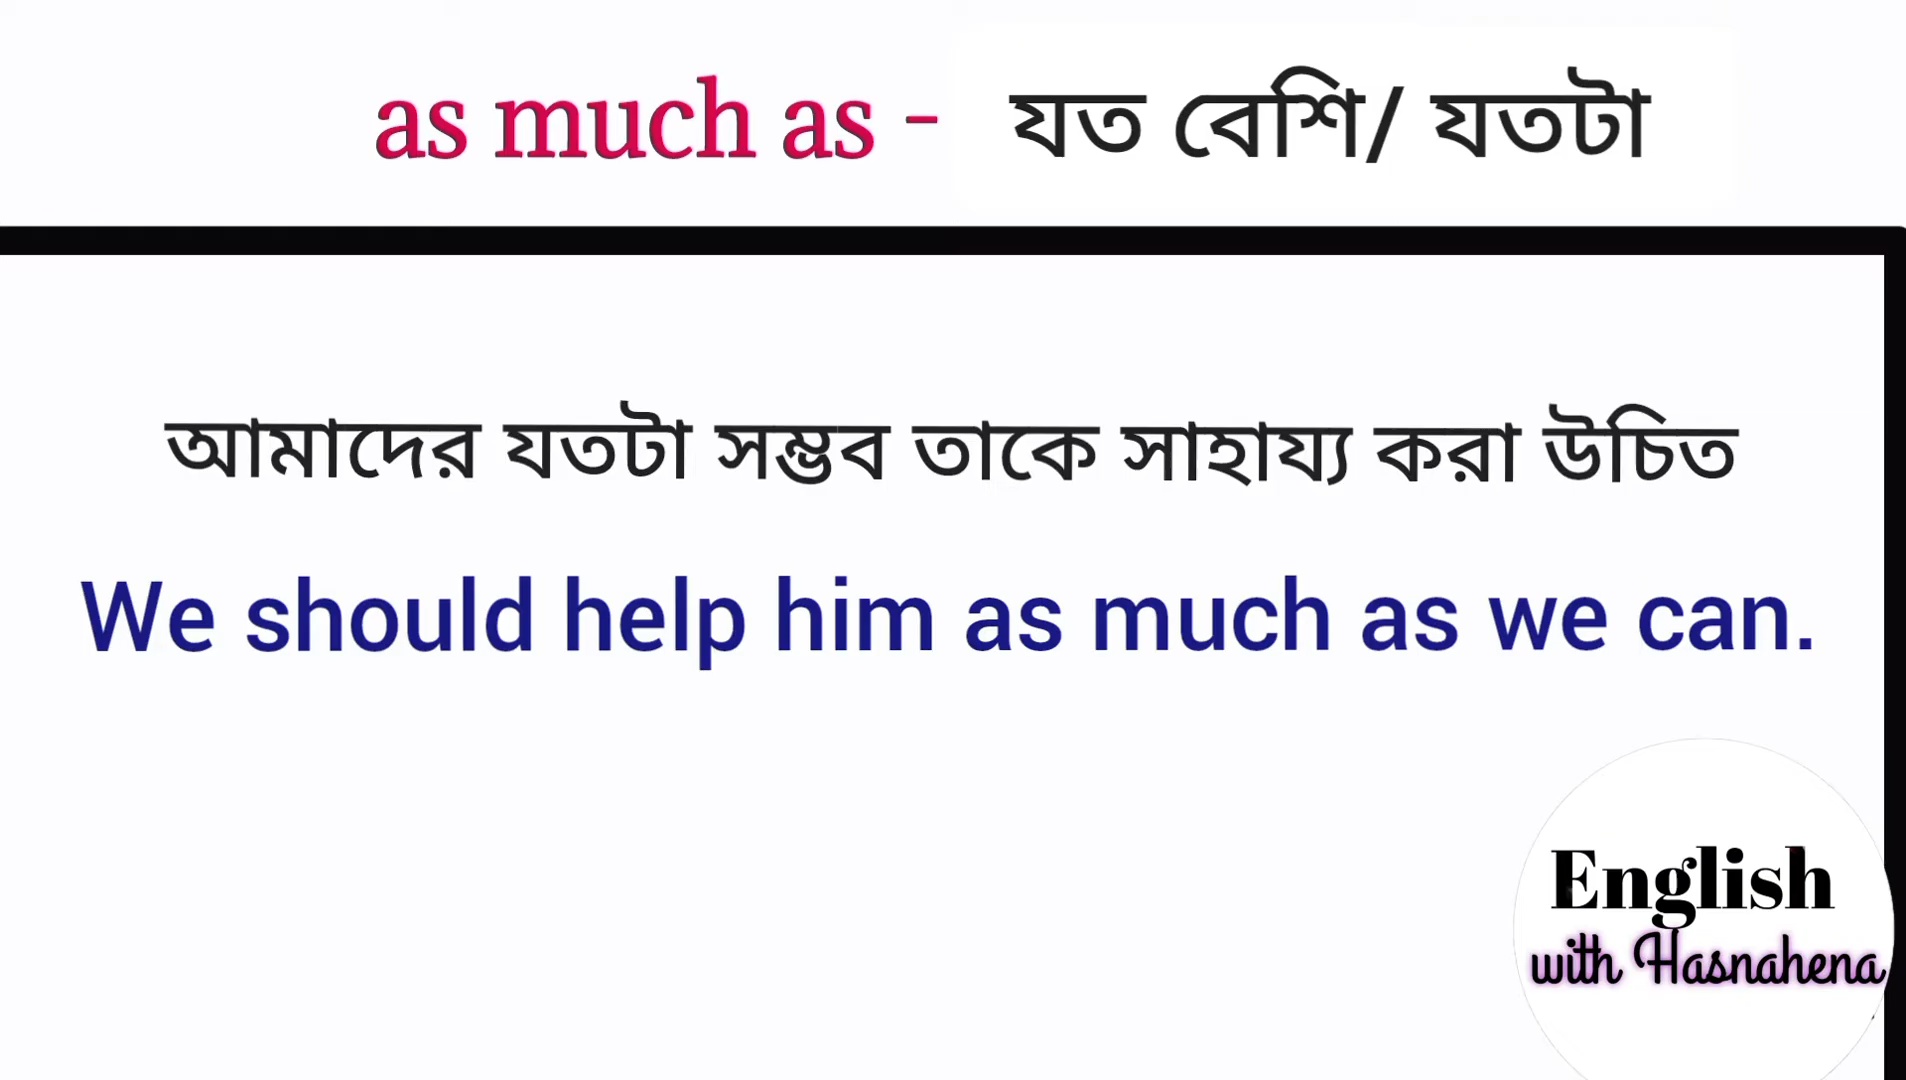 as much as - যত বেশি/ যতটা
আমাদের যতটা সম্ভব তাকে সাহায্য করা উচিত
We should help him as much as we can.
English
with Hasnahena